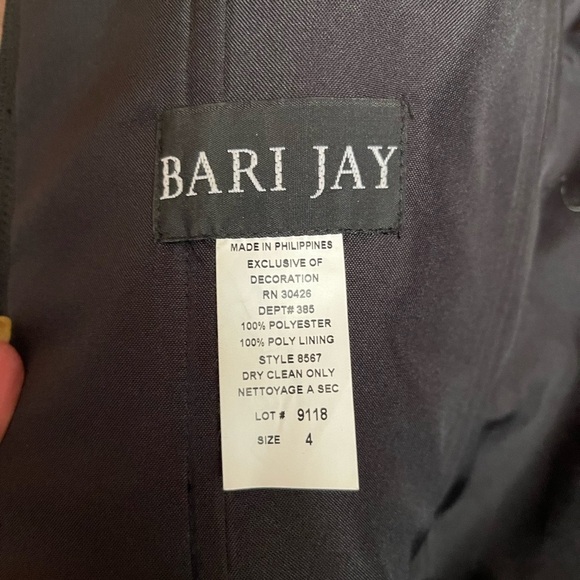 BARI JAY
MADE IN PHILIPPINES
EXCLUSIVE OF
DECORATION
RN 30426
DEPT# 385
100% POLYESTER
100% POLY LINING
STYLE 8567
DRY CLEAN ONLY
NETTOYAGE A SEC
LOT # 9118
SIZE 4